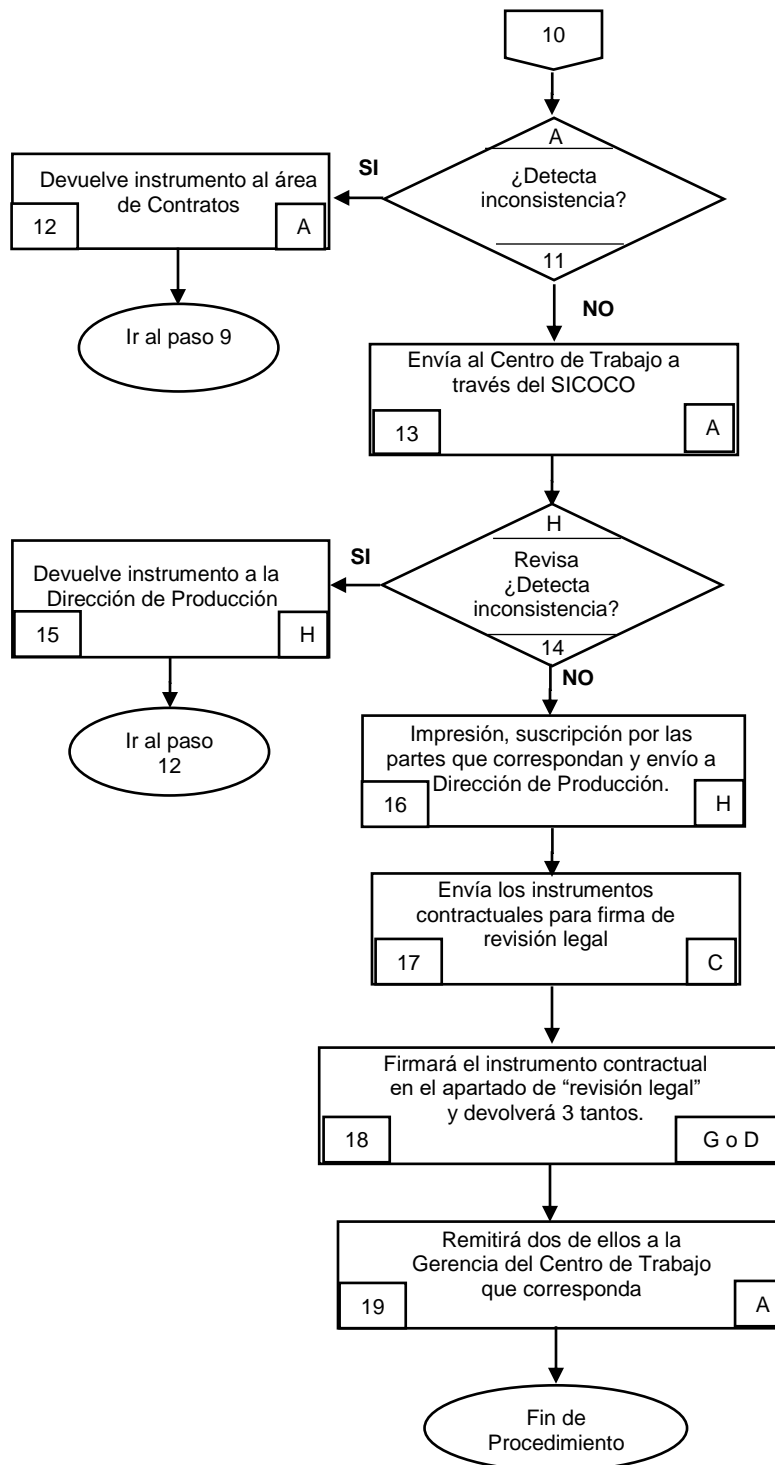 10
A
¿Detecta
inconsistencia?
11
SI
Devuelve instrumento al área
de Contratos
12
A
Ir al paso 9
NO
Envía al Centro de Trabajo a
través del SICOCO
13
A
H
Revisa
¿Detecta
inconsistencia?
14
SI
Devuelve instrumento a la
Dirección de Producción
15
H
Ir al paso
12
NO
Impresión, suscripción por las
partes que correspondan y envío a
Dirección de Producción.
16
H
Envía los instrumentos
contractuales para firma de
revisión legal
17
C
Firmará el instrumento contractual
en el apartado de “revisión legal”
y devolverá 3 tantos.
18
G o D
Remitirá dos de ellos a la
Gerencia del Centro de Trabajo
que corresponda
19
A
Fin de
Procedimiento